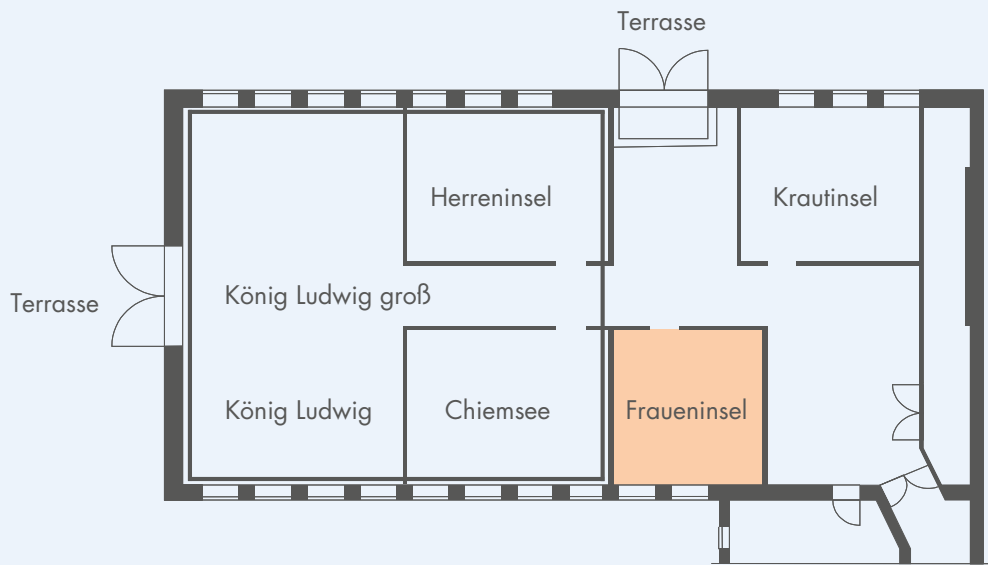 Terrasse
Herreninsel
Krautinsel
König Ludwig groß
Terrasse
König Ludwig
Chiemsee
Fraueninsel